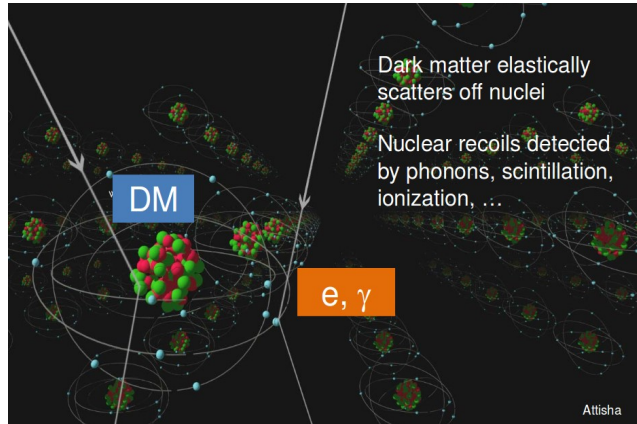 Dark matter elastically
scatters off nuclei
Nuclear recoils detected
by phonons, scintillation,
ionization, …
DM
e, γ
Attisha